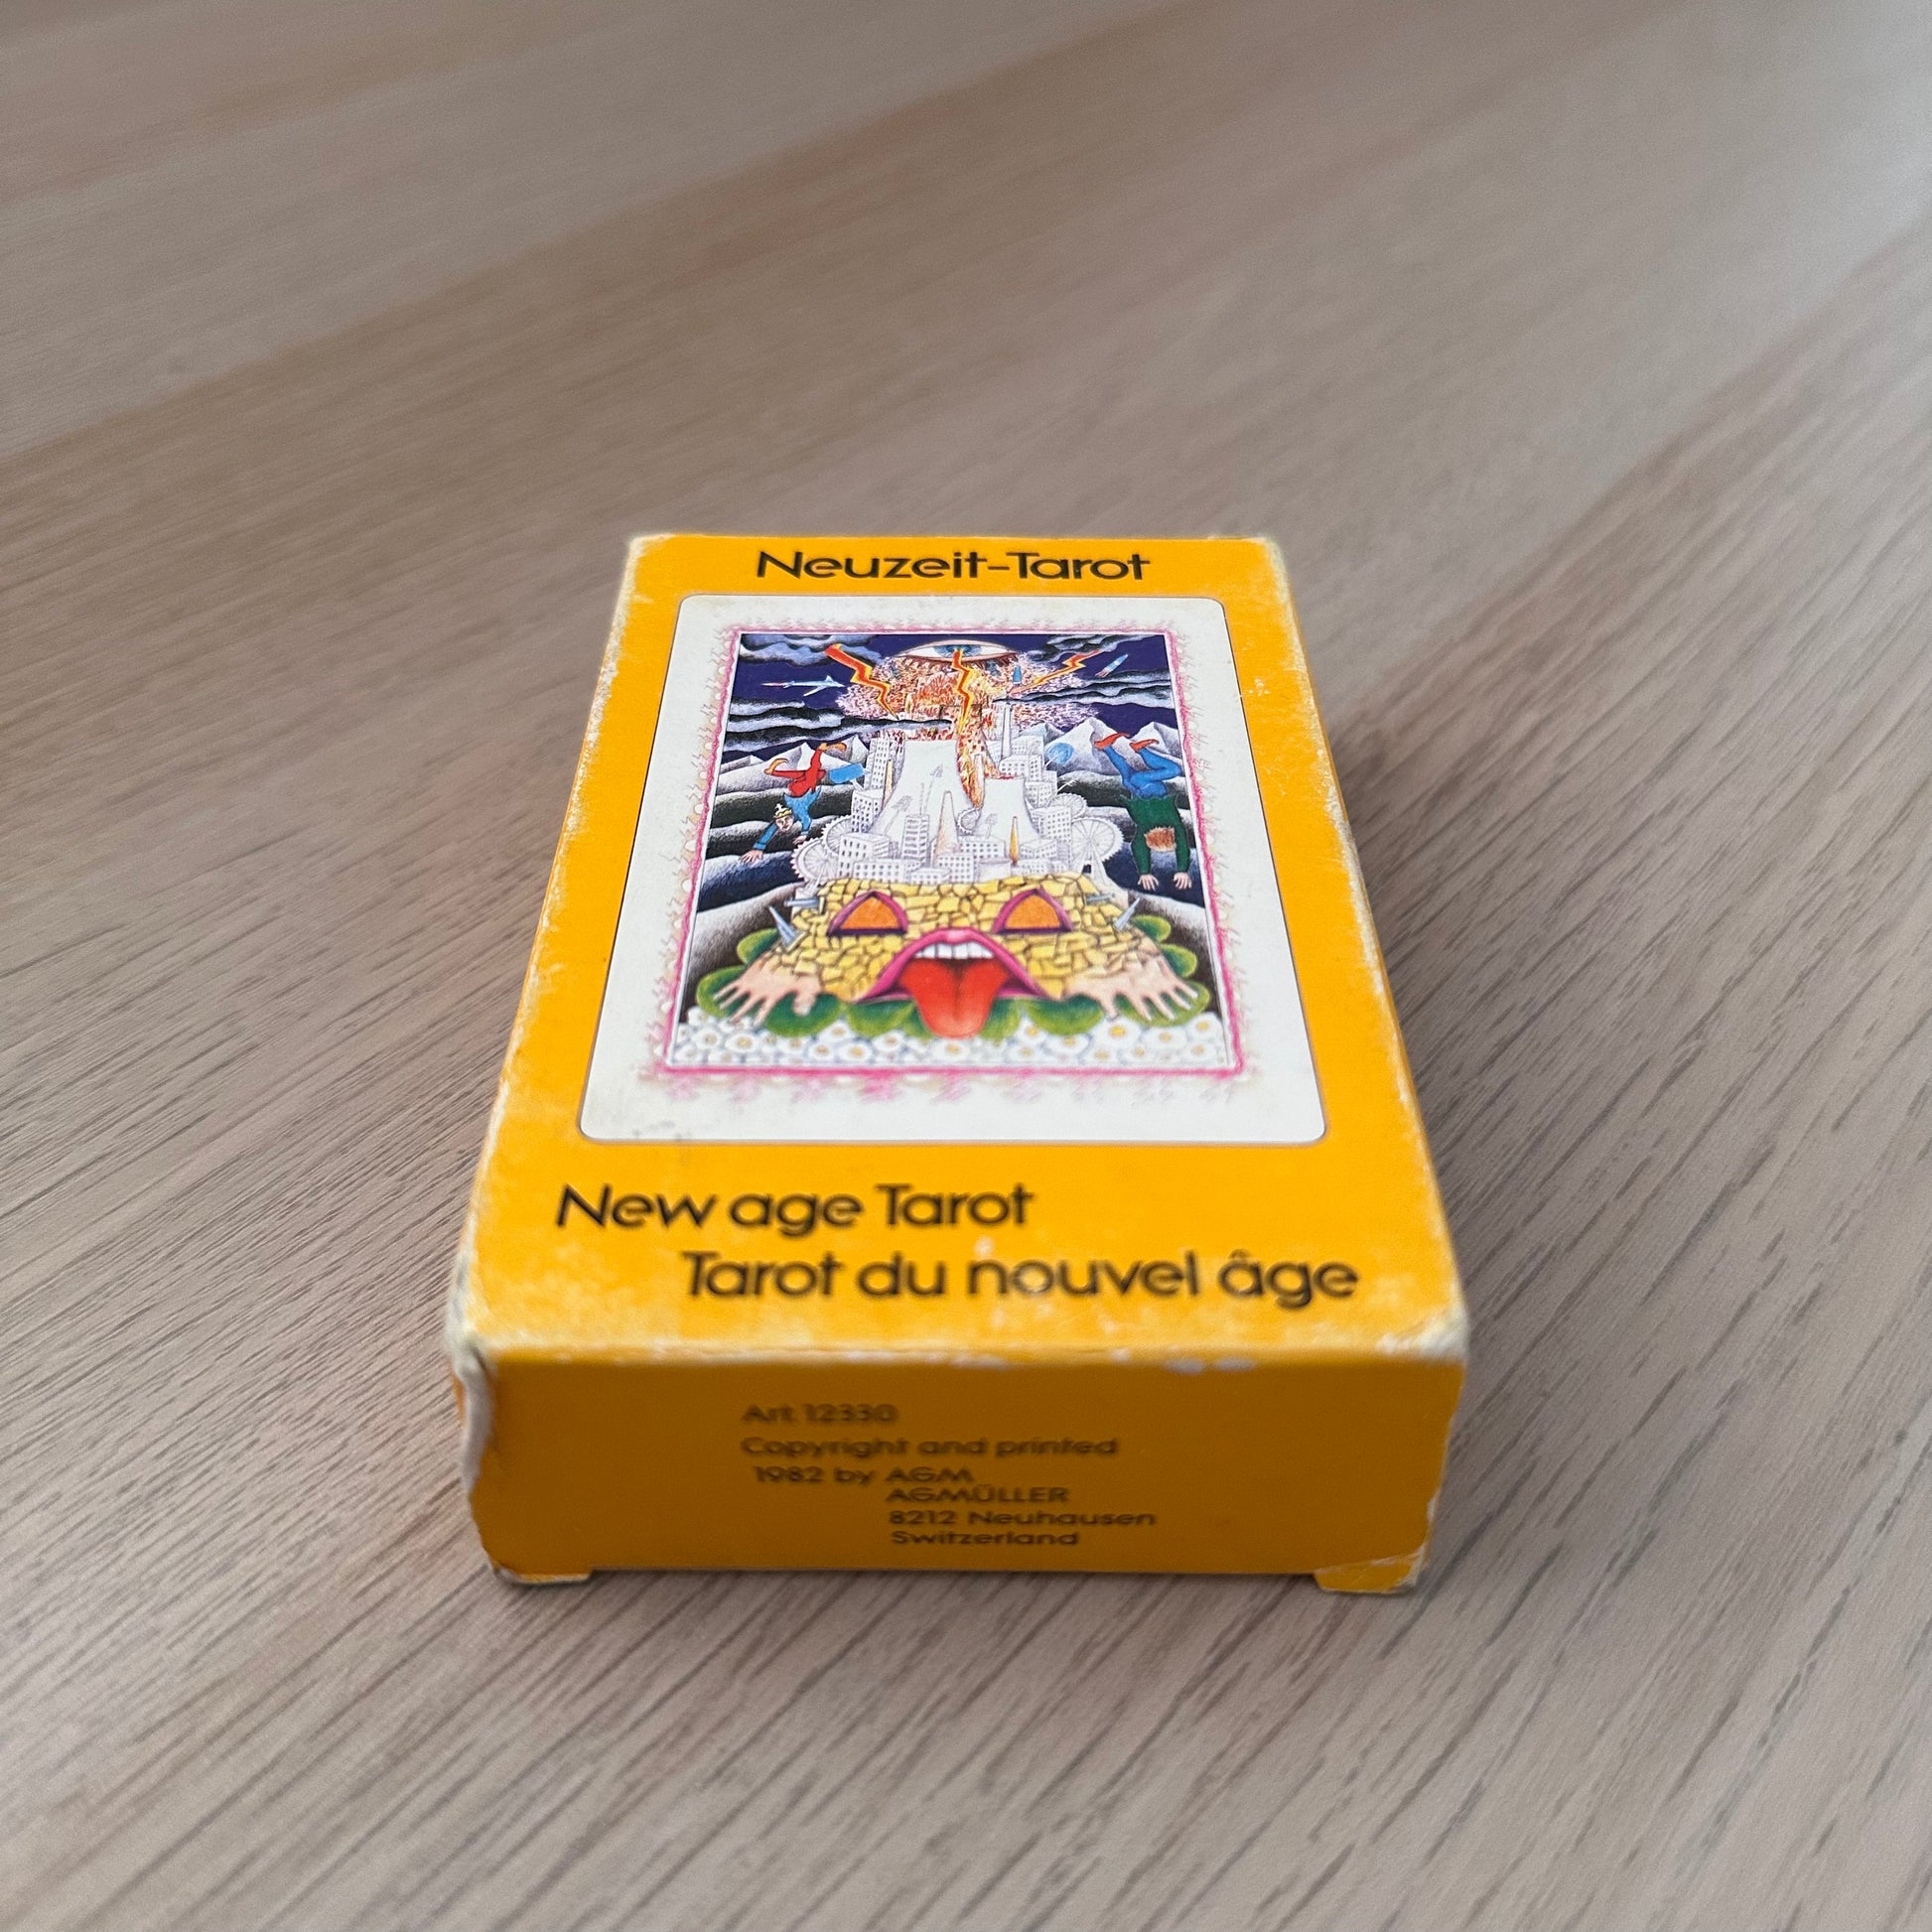 Neuzeit-Tarot
New age Tarot
Tarot du nouvel âge
Art 12330
Copyright and printed
1982 by AGM
AGMÜLLER
8212 Neuhausen
Switzerland